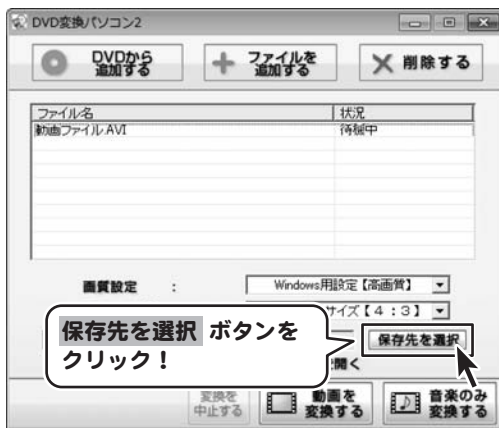 DVD変換パソコン2
DVDから
追加する
ファイルを
追加する
削除する
ファイル名
状況
動画ファイル.AVI
待機中
画質設定 :
Windows用設定【高画質】
サイズ【4:3】
保存先を選択 ボタンを
クリック!
保存先を選択
開く
変換を
中止する
動画を
変換する
音楽のみ
変換する